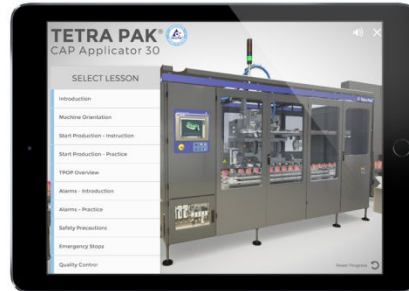 TETRA PAK®
CAP Applicator 30
SELECT LESSON
Introduction
Machine Orientation
Start Production - Instruction
Start Production - Practice
TPOP Overview
Alarms - Introduction
Alarms - Practice
Safety Precautions
Emergency Stops
Quality Control
Reset Progress